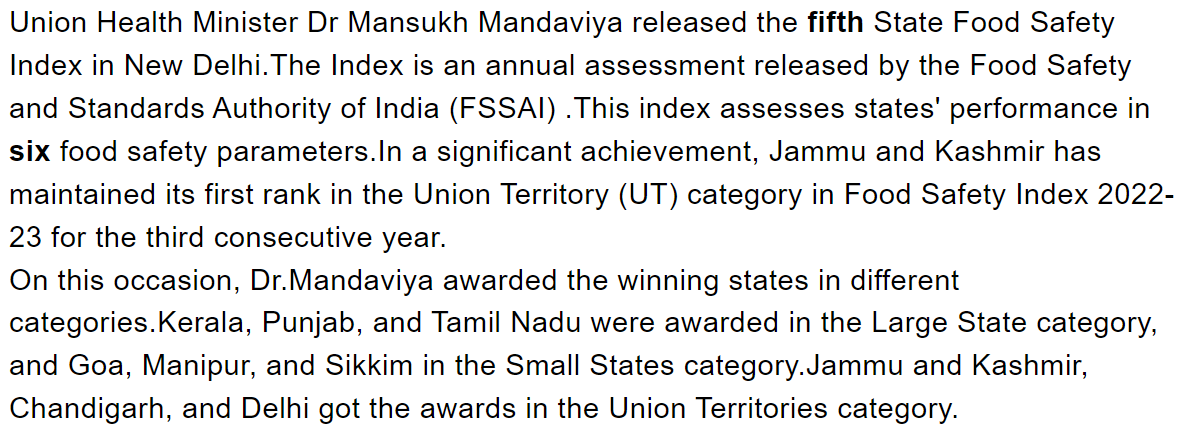 Union Health Minister Dr Mansukh Mandaviya released the fifth State Food Safety
Index in New Delhi.The Index is an annual assessment released by the Food Safety
and Standards Authority of India (FSSAI) .This index assesses states' performance in
six food safety parameters.In a significant achievement, Jammu and Kashmir has
maintained its first rank in the Union Territory (UT) category in Food Safety Index 2022-
23 for the third consecutive year.
On this occasion, Dr.Mandaviya awarded the winning states in different
categories.Kerala, Punjab, and Tamil Nadu were awarded in the Large State category,
and Goa, Manipur, and Sikkim in the Small States category.Jammu and Kashmir,
Chandigarh, and Delhi got the awards in the Union Territories category.